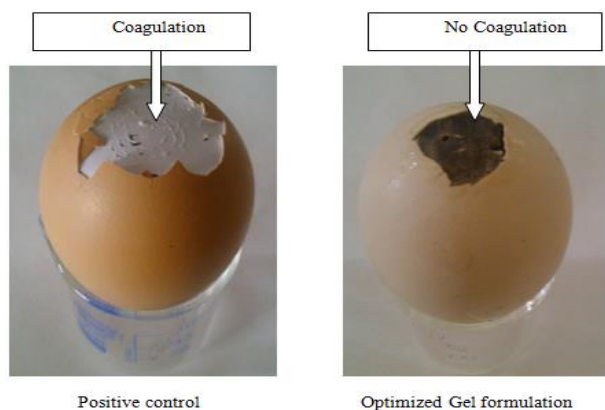 Coagulation
No Coagulation
Positive control
Optimized Gel formulation